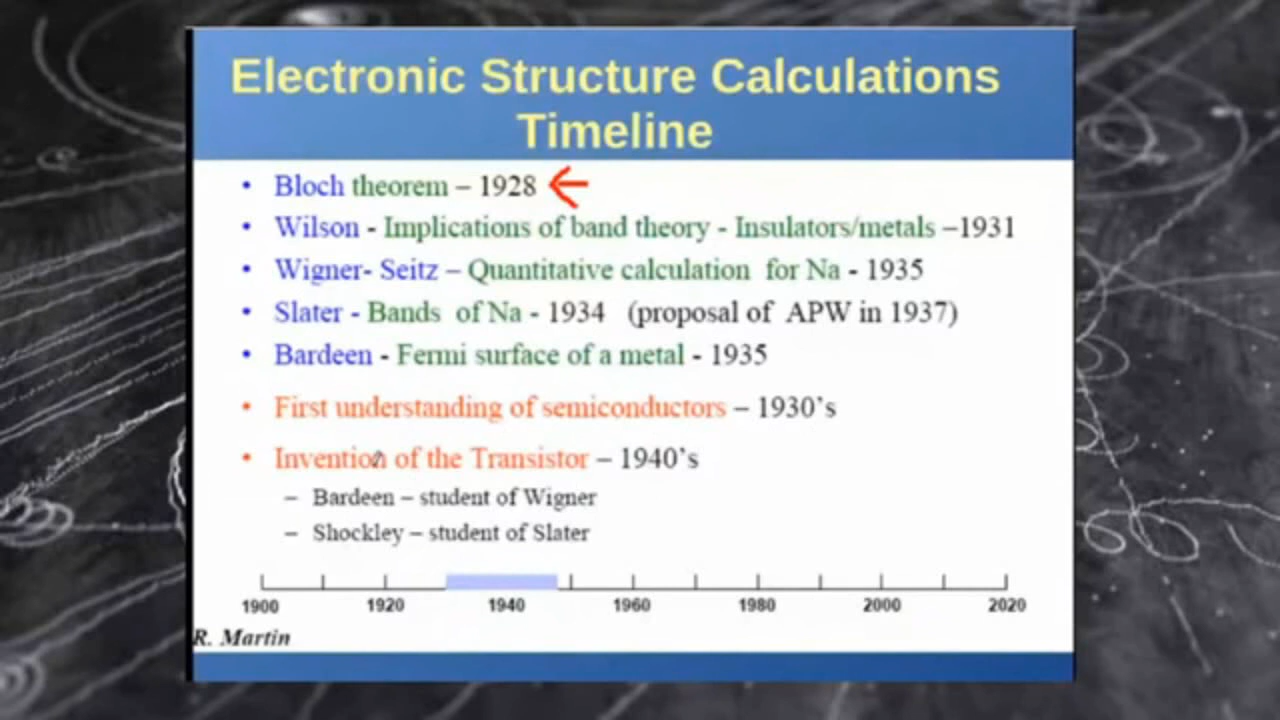 Electronic Structure Calculations
Timeline
• Bloch theorem – 1928
• Wilson - Implications of band theory - Insulators/metals –1931
• Wigner- Seitz – Quantitative calculation for Na - 1935
• Slater - Bands of Na - 1934 (proposal of APW in 1937)
• Bardeen - Fermi surface of a metal - 1935
• First understanding of semiconductors – 1930's
• Invention of the Transistor – 1940's
– Bardeen – student of Wigner
– Shockley – student of Slater
1900 1920 1940 1960 1980 2000 2020
R. Martin